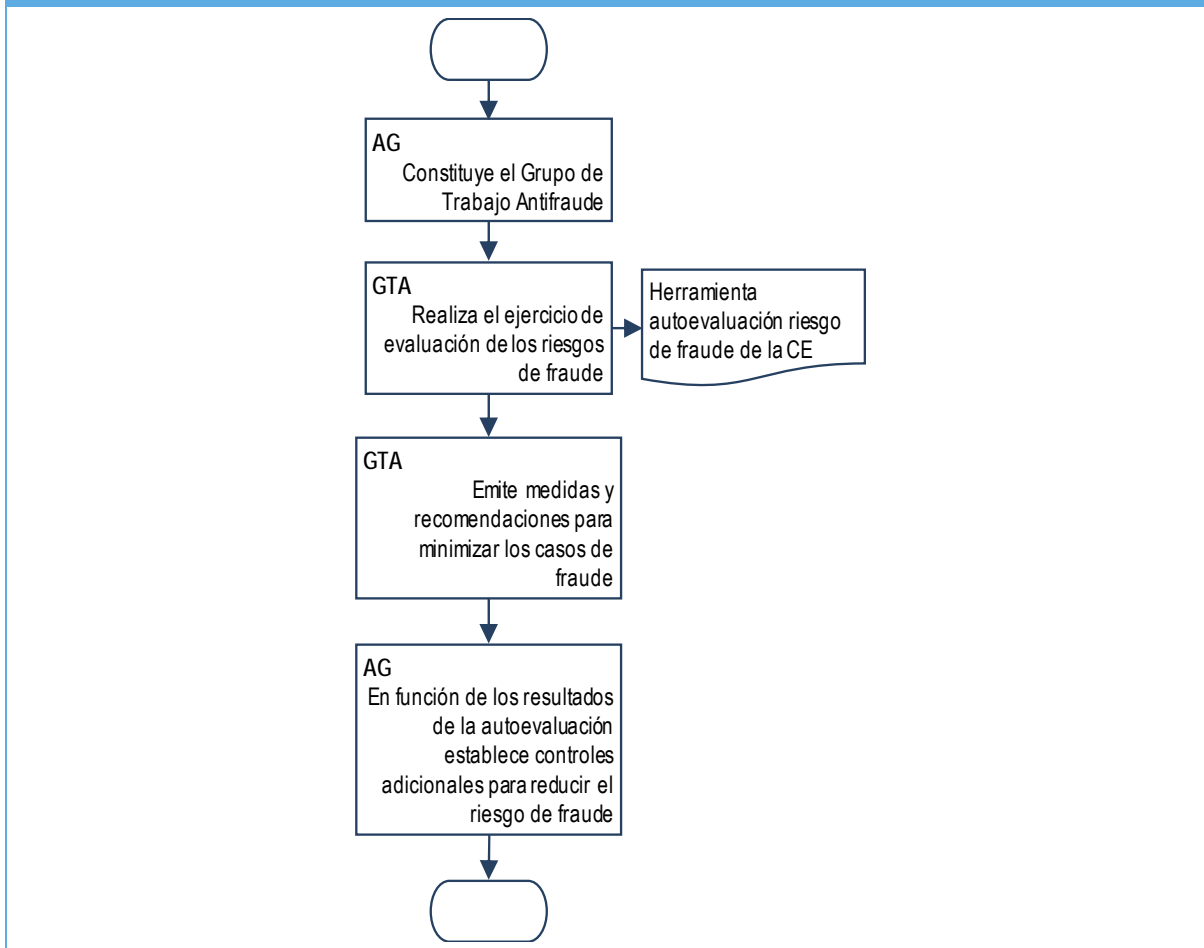 AG
Constituye el Grupo de
Trabajo Antifraude
GTA
Realiza el ejercicio de
evaluación de los riesgos
de fraude
Herramienta
autoevaluación riesgo
de fraude de la CE
GTA
Emite medidas y
recomendaciones para
minimizar los casos de
fraude
AG
En función de los resultados
de la autoevaluación
establece controles
adicionales para reducir el
riesgo de fraude